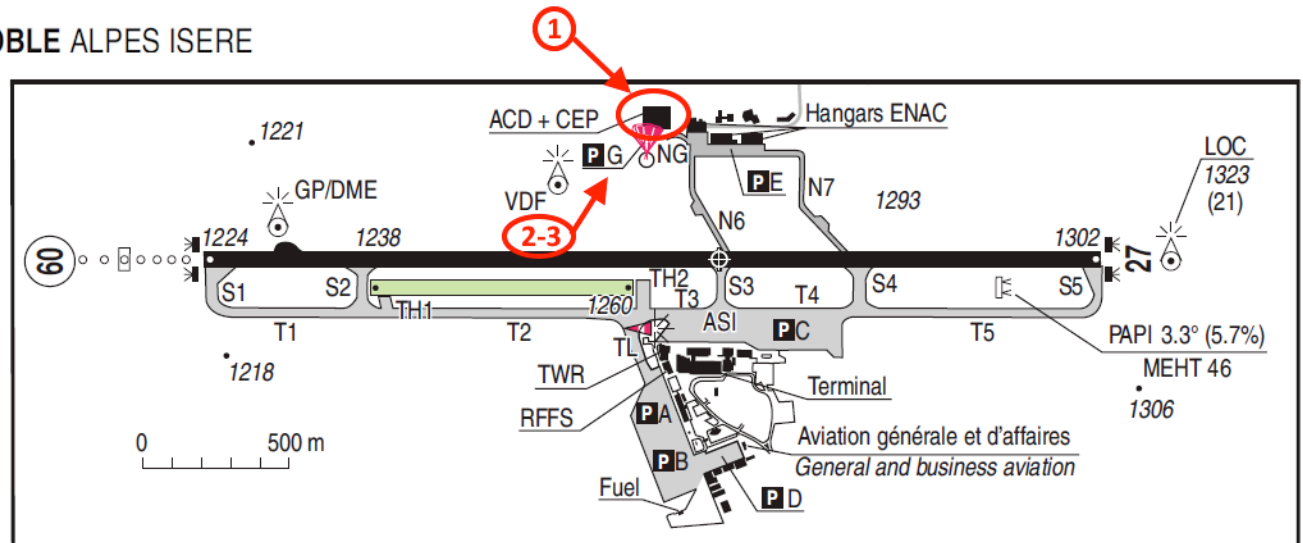 OBLE ALPES ISERE
1
1221
ACD + CEP
Hangars ENAC
P G
NG
LOC
1323
(21)
GP/DME
VDF
P E
N7
1293
2-3
N6
1224
1238
1302
09
27
S1
S2
TH2
1260
T3
S3
T4
S4
S5
TH1
T1
T2
ASI
P C
T5
TL
PAPI 3.3° (5.7%)
MEHT 46
1218
TWR
Terminal
1306
RFFS
P A
0 500 m
Aviation générale et d'affaires
General and business aviation
P B
Fuel
P D